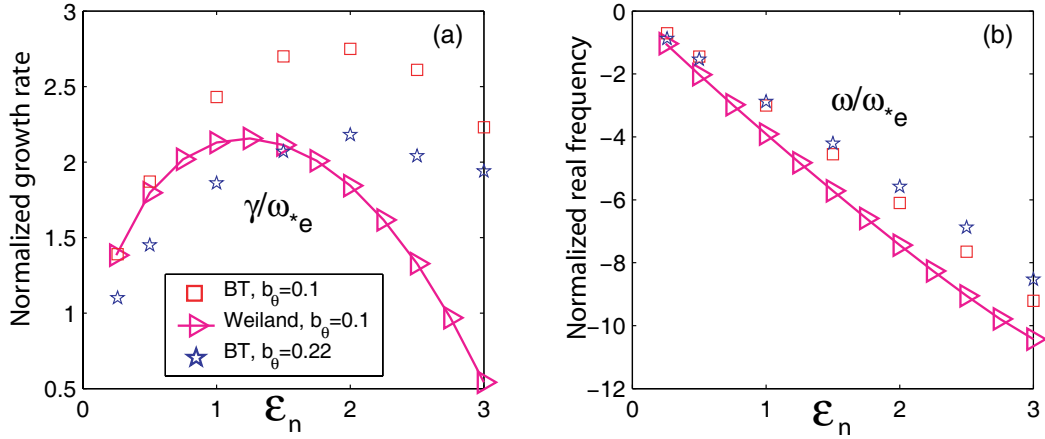 3
2.5
2
1.5
1
0.5
0
1
2
3
Normalized growth rate
(a)
γ/ω*e
BT, bθ=0.1
Weiland, bθ=0.1
BT, bθ=0.22
εn
0
−2
−4
−6
−8
−10
−12
0
1
2
3
Normalized real frequency
(b)
ω/ω*e
εn